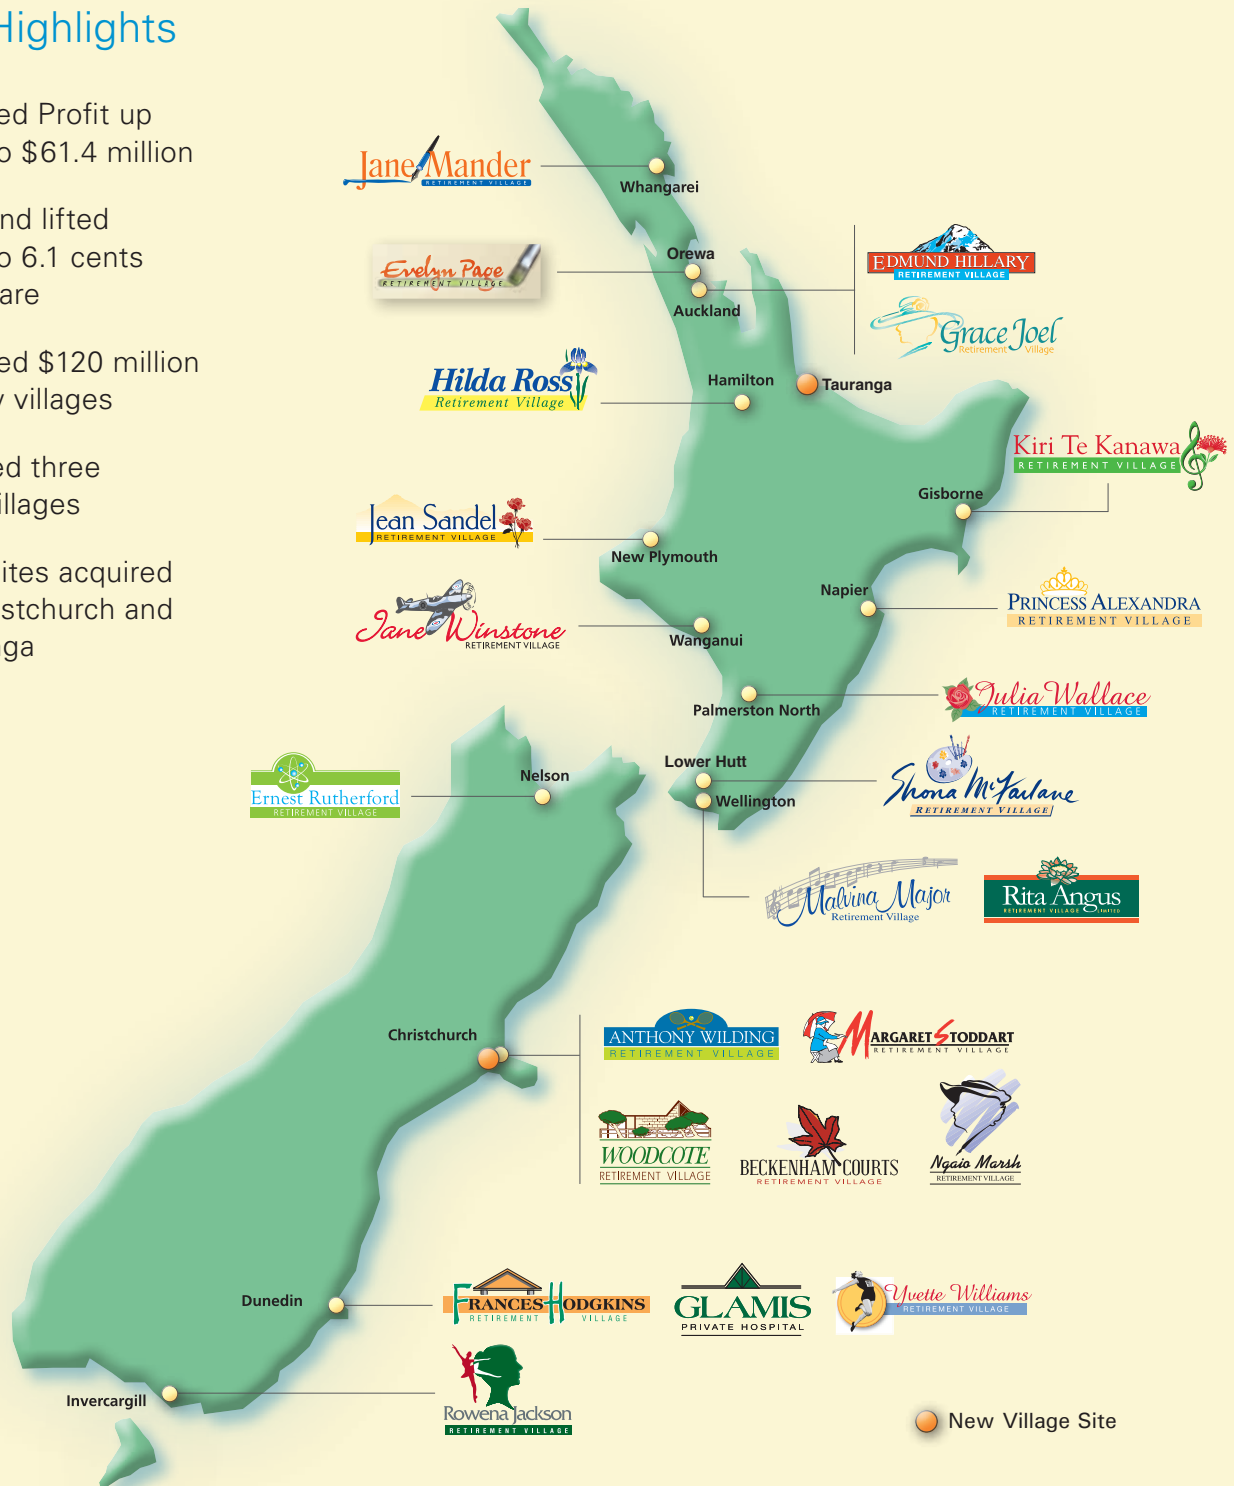 Highlights
ed Profit up
o $61.4 million
nd lifted
o 6.1 cents
are
ed $120 million
v villages
ed three
illages
ites acquired
istchurch and
nga
Jane Mander
RETIREMENT VILLAGE
Whangarei
Evelyn Page
RETIREMENT VILLAGE
Orewa
Auckland
EDMUND HILLARY
RETIREMENT VILLAGE
Grace Joel
Retirement Village
Hilda Ross
Retirement Village
Hamilton
Tauranga
Kiri Te Kanawa
RETIREMENT VILLAGE
Gisborne
Jean Sandel
RETIREMENT VILLAGE
New Plymouth
Napier
PRINCESS ALEXANDRA
RETIREMENT VILLAGE
Jane Winstone
RETIREMENT VILLAGE
Wanganui
Palmerston North
Julia Wallace
RETIREMENT VILLAGE
Ernest Rutherford
RETIREMENT VILLAGE
Nelson
Lower Hutt
Wellington
Shona McFarlane
RETIREMENT VILLAGE
Malvina Major
Retirement Village
Rita Angus
RETIREMENT VILLAGE LIMITED
Christchurch
ANTHONY WILDING
RETIREMENT VILLAGE
MARGARET STODDART
RETIREMENT VILLAGE
WOODCOTE
RETIREMENT VILLAGE
BECKENHAM COURTS
RETIREMENT VILLAGE
Ngaio Marsh
RETIREMENT VILLAGE
Dunedin
FRANCES HODGKINS
RETIREMENT VILLAGE
GLAMIS
PRIVATE HOSPITAL
Yvette Williams
RETIREMENT VILLAGE
Invercargill
Rowena Jackson
RETIREMENT VILLAGE
New Village Site